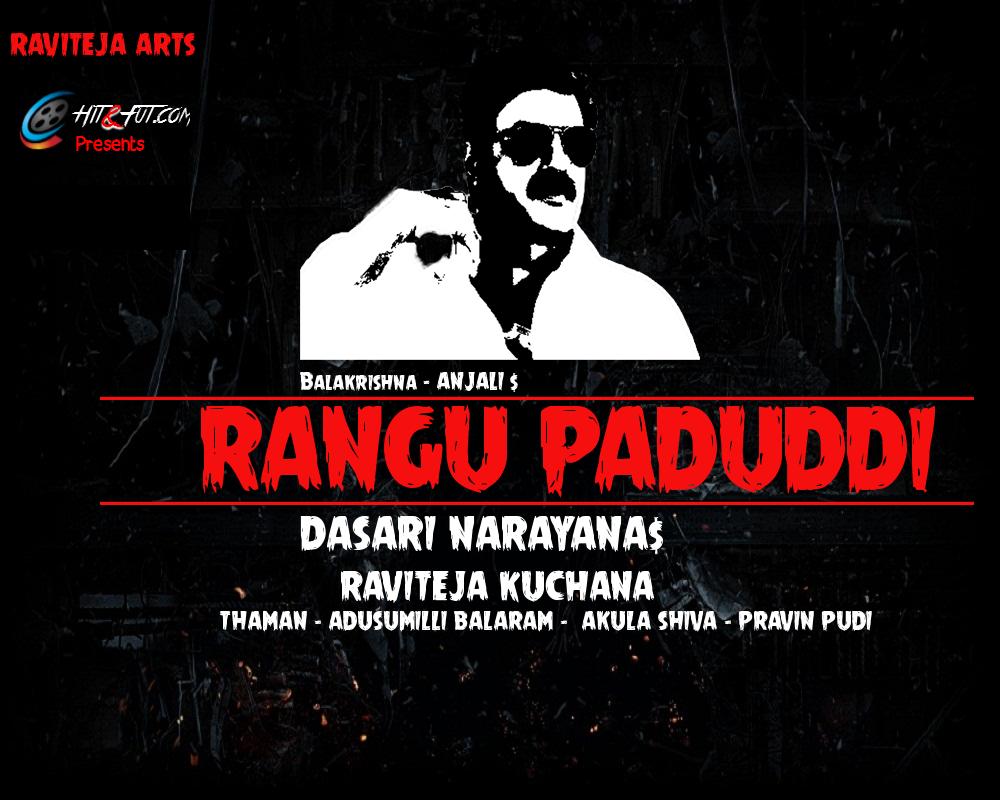 RAVITEJA ARTS
HIT&FUT.COM
Presents
BALAKRISHNA - ANJALI $
RANGU PADUDDI
DASARI NARAYANA$
RAVITEJA KUCHANA
THAMAN - ADUSUMILLI BALARAM - AKULA SHIVA - PRAVIN PUDI